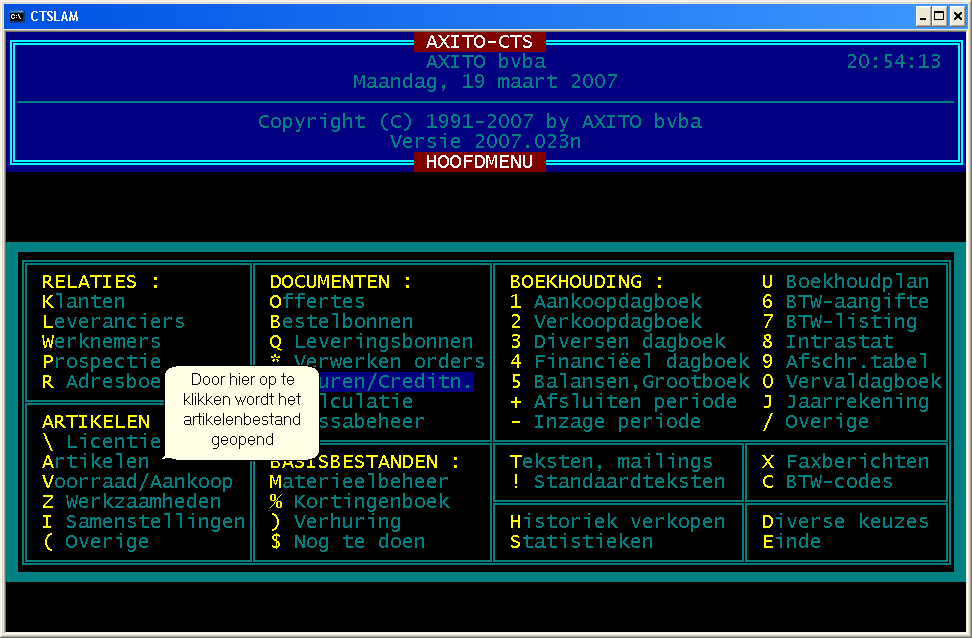 CTSLAM
AXITO-CTS
AXITO bvba 20:54:13
Maandag, 19 maart 2007
Copyright (C) 1991-2007 by AXITO bvba
Versie 2007.023n
HOOFDMENU
RELATIES :
Klanten
Leveranciers
Werknemers
Prospectie
R Adresboe
ARTIKELEN
\ Licentie
Artikelen
Voorraad/Aankoop
Z Werkzaamheden
I Samenstellingen
( Overige
Door hier op te
klikken wordt het
artikelenbestand
geopend
DOCUMENTEN :
Offertes
Bestelbonnen
Q Leveringsbonnen
* Verwerken orders
uren/Creditn.
lculatie
ssabeheer
BASISBESTANDEN :
Materieelbeheer
% Kortingenboek
) Verhuring
$ Nog te doen
BOEKHOUDING :
1 Aankoopdagboek
2 Verkoopdagboek
3 Diversen dagboek
4 Financiëel dagboek
5 Balansen,Grootboek
+ Afsluiten periode
- Inzage periode
U Boekhoudplan
6 BTW-aangifte
7 BTW-listing
8 Intrastat
9 Afschr.tabel
0 Vervaldagboek
J Jaarrekening
/ Overige
Teksten, mailings
! Standaardteksten
X Faxberichten
C BTW-codes
Historiek verkopen
Statistieken
Diverse keuzes
Einde